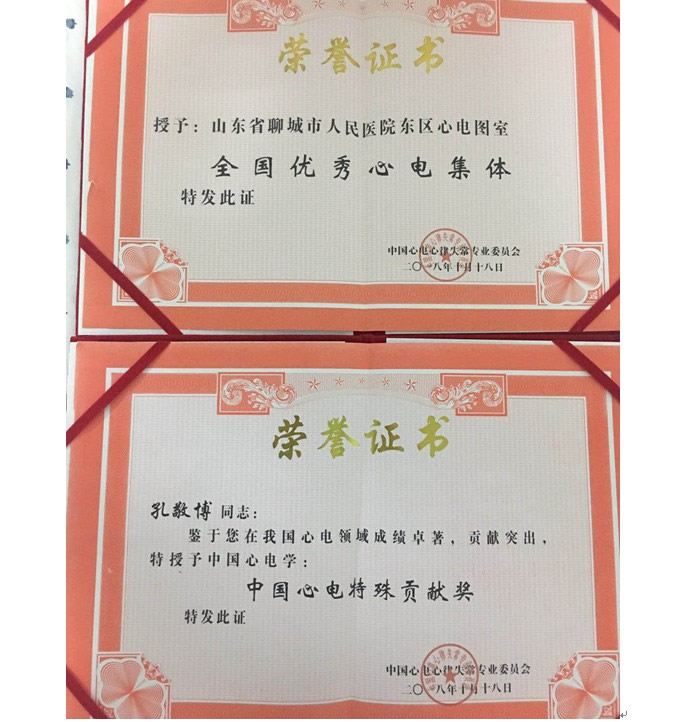 荣誉证书
授予：山东省聊城市人民医院东区心电图室
全国优秀心电集体
特发此证
中国心电心律失常专业委员会
二〇一八年十月十八日
荣誉证书
孔敬博 同志：
鉴于您在我国心电领域成绩卓著，贡献突出，
特授予中国心电学：
中国心电特殊贡献奖
特发此证
中国心电心律失常专业委员会
二〇一八年十月十八日